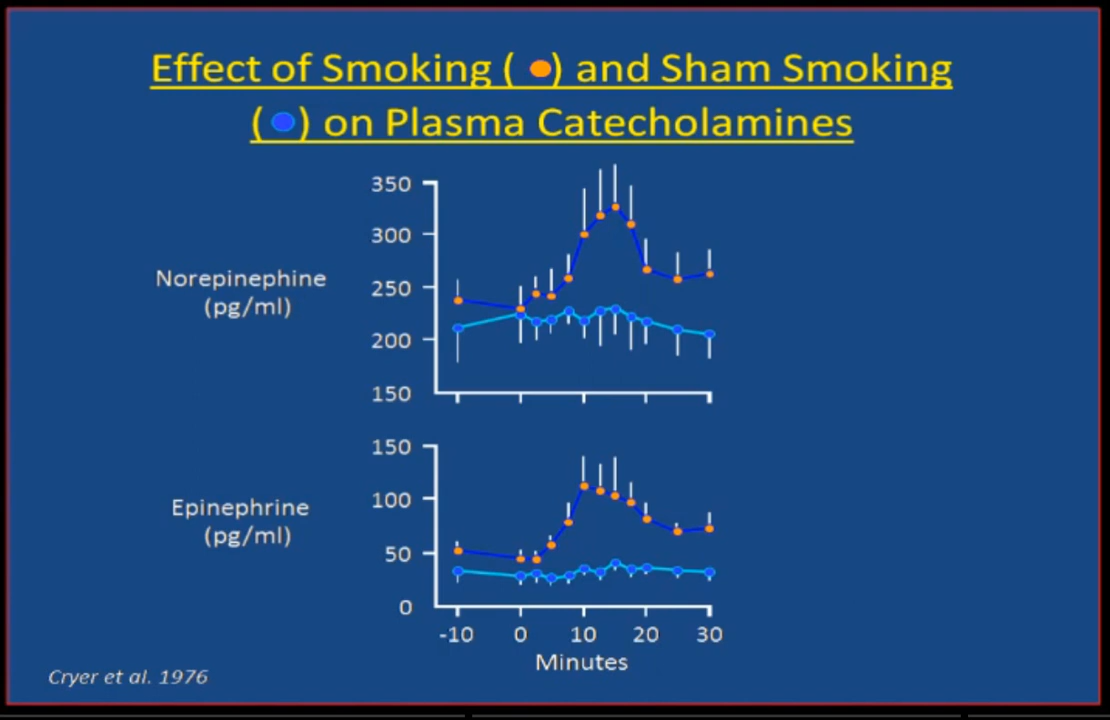 Effect of Smoking ( ) and Sham Smoking
( ) on Plasma Catecholamines
350
300
250
200
150
Norepinephine
(pg/ml)
150
100
50
0
Epinephrine
(pg/ml)
-10 0 10 20 30
Minutes
Cryer et al. 1976